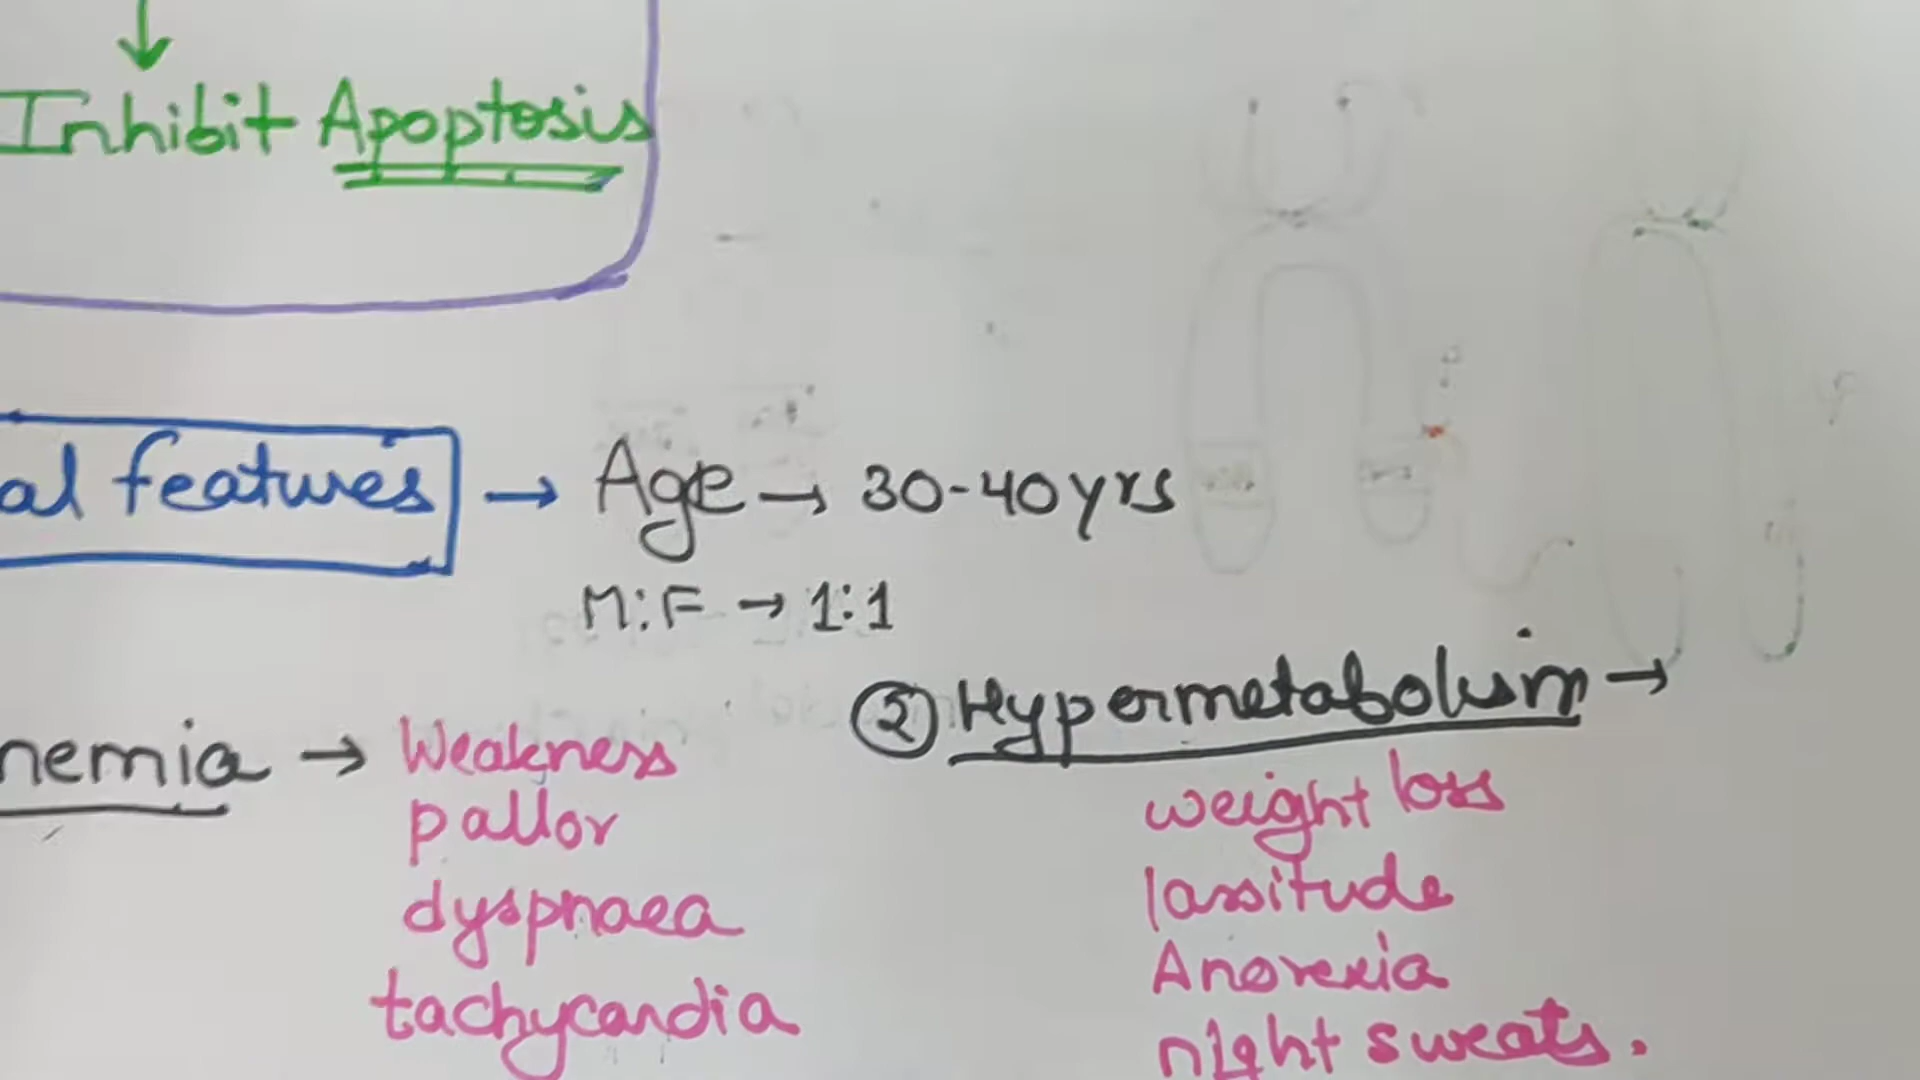 Inhibit Apoptosis
al features → Age → 30-40 yrs
M:F → 1:1
nemia → Weakness
pallor
dyspnaea
tachycardia
② Hypermetabolism →
weight loss
lassitude
Anorexia
night sweats.